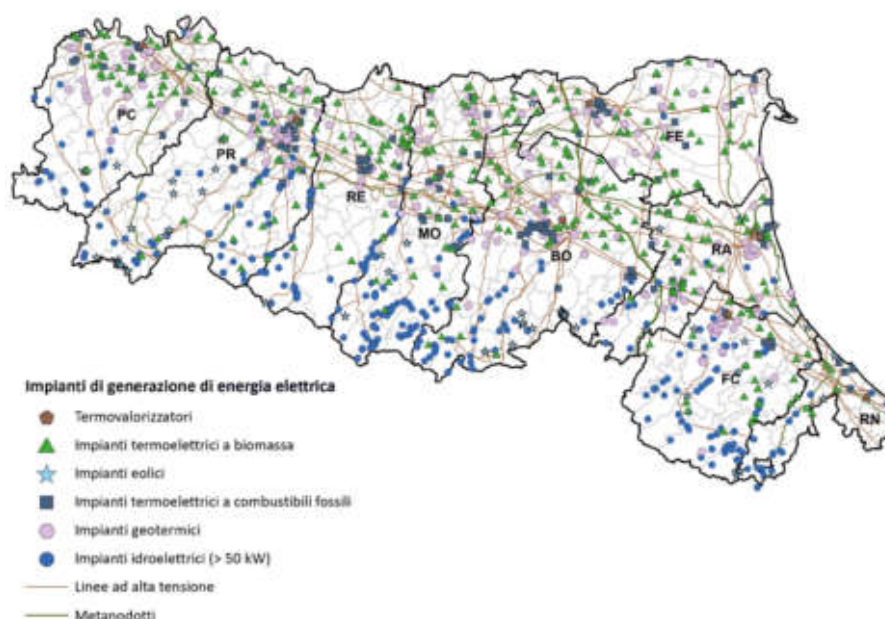 PC
PR
RE
MO
BO
FE
RA
FC
RN
Impianti di generazione di energia elettrica
Termovalorizzatori
Impianti termoelettrici a biomassa
Impianti eolici
Impianti termoelettrici a combustibili fossili
Impianti geotermici
Impianti idroelettrici (> 50 kW)
Linee ad alta tensione
Metanodotti